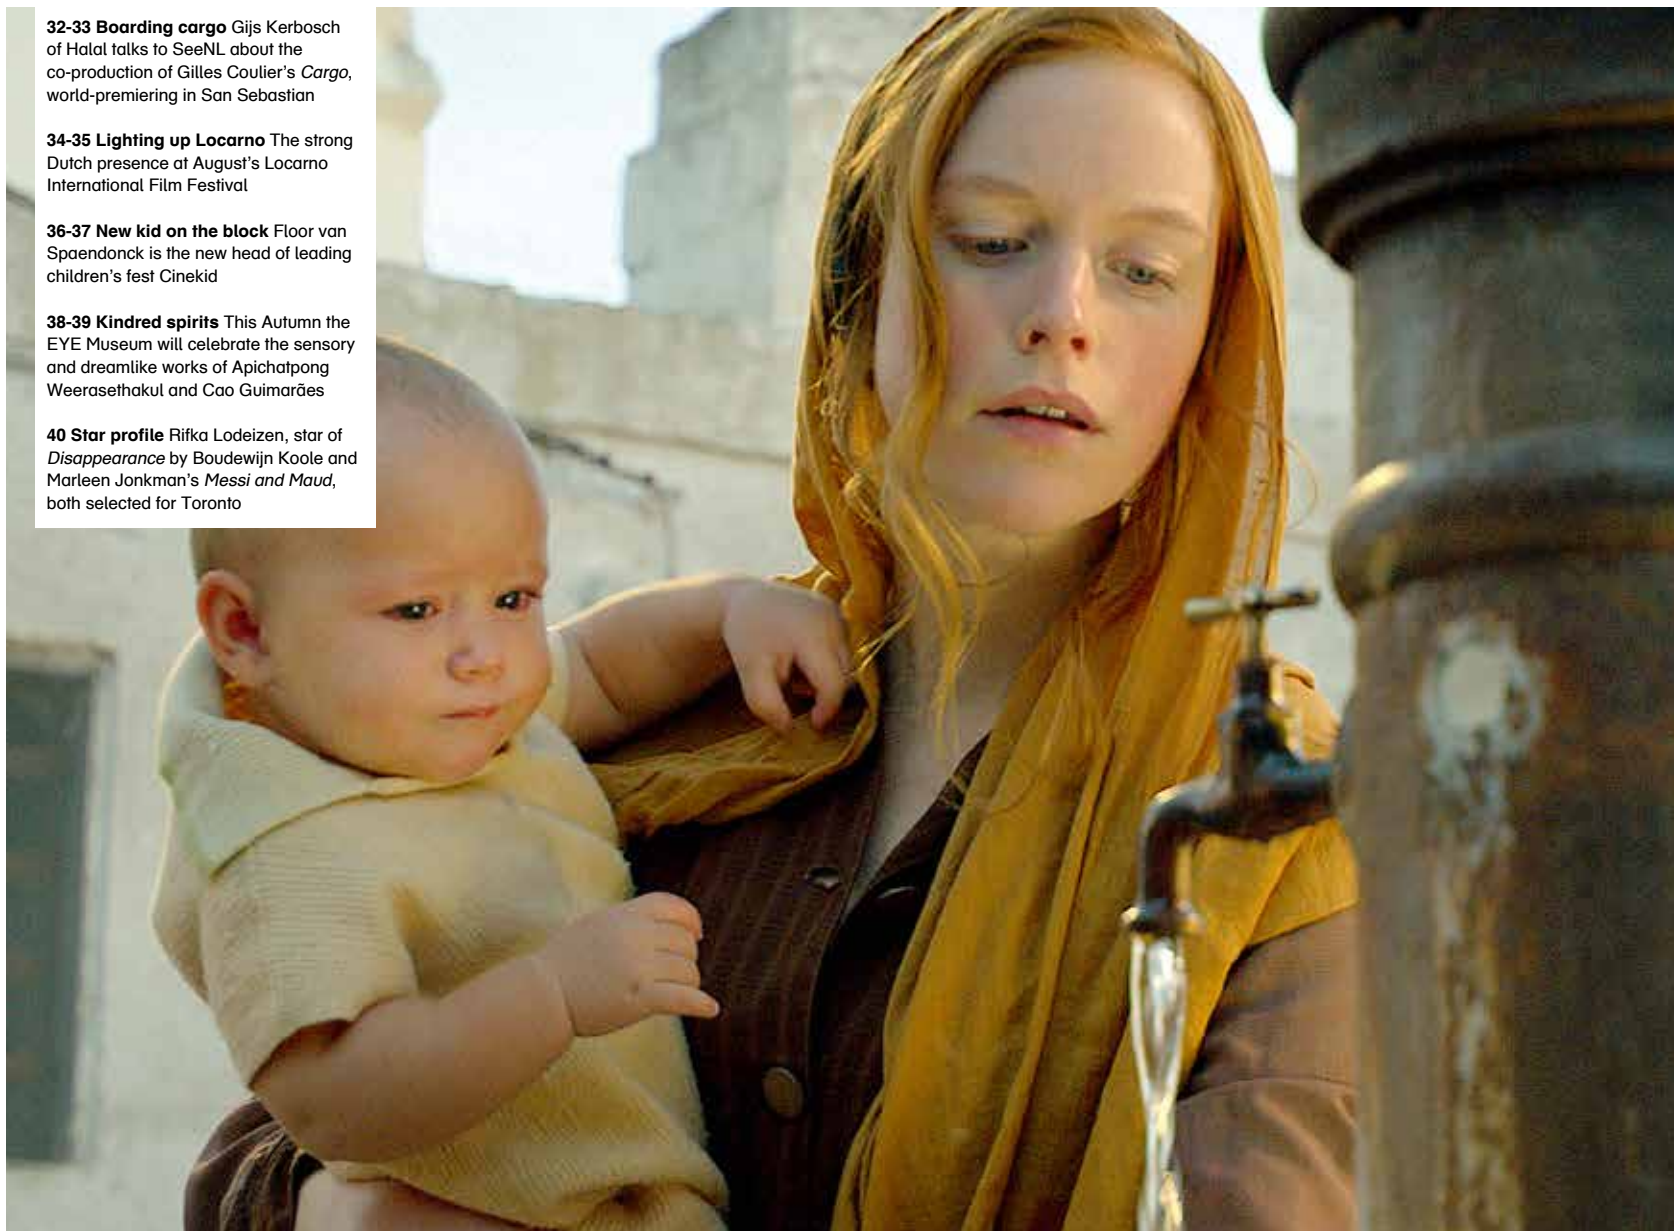 32-33 Boarding cargo Gijs Kerbosch
of Halal talks to SeeNL about the
co-production of Gilles Coulier's Cargo,
world-premiering in San Sebastian
34-35 Lighting up Locarno The strong
Dutch presence at August's Locarno
International Film Festival
36-37 New kid on the block Floor van
Spaendonck is the new head of leading
children's fest Cinekid
38-39 Kindred spirits This Autumn the
EYE Museum will celebrate the sensory
and dreamlike works of Apichatpong
Weerasethakul and Cao Guimarães
40 Star profile Rifka Lodeizen, star of
Disappearance by Boudewijn Koole and
Marleen Jonkman's Messi and Maud,
both selected for Toronto